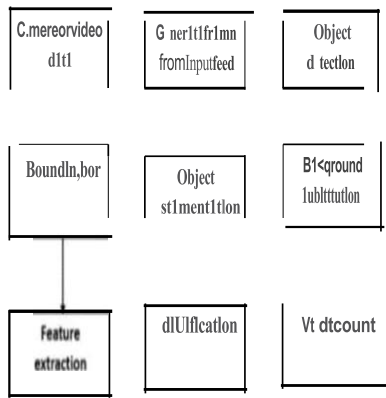 C.mereorvideo
d1t1
G ner1t1fr1mn
fromInputfeed
Object
d tectlon
Boundln,bor
Object
st1ment1tlon
B1<qround
1ubltttutlon
Feature
extraction
dlUlflcatlon
Vt dtcount